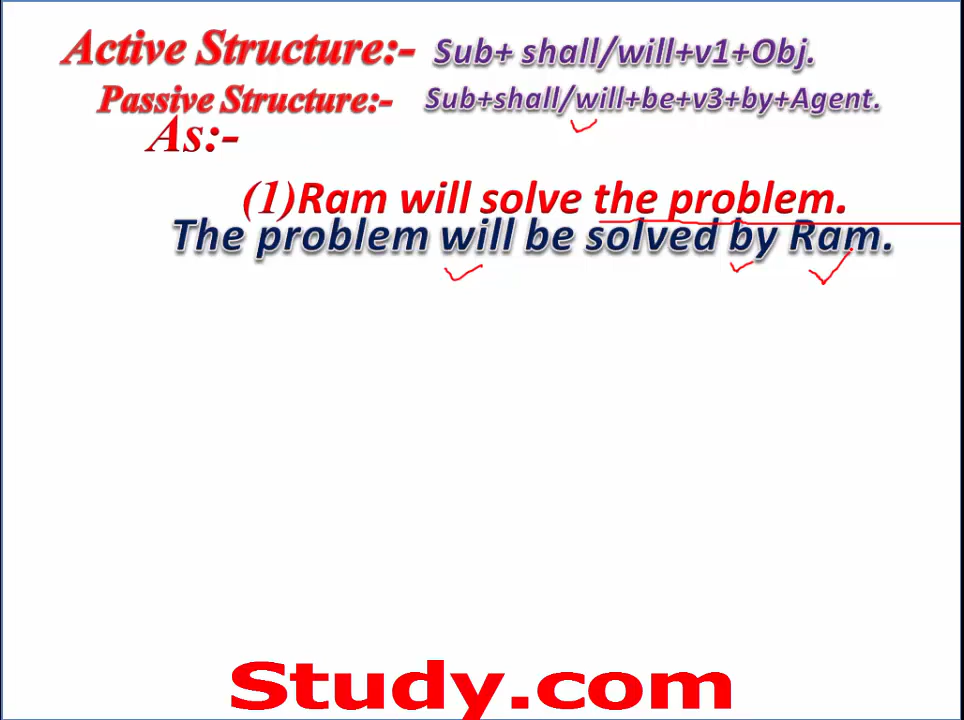 Active Structure:- Sub+ shall/will+v1+Obj.
Passive Structure:- Sub+shall/will+be+v3+by+Agent.
As:-
(1)Ram will solve the problem.
The problem will be solved by Ram.
Study.com